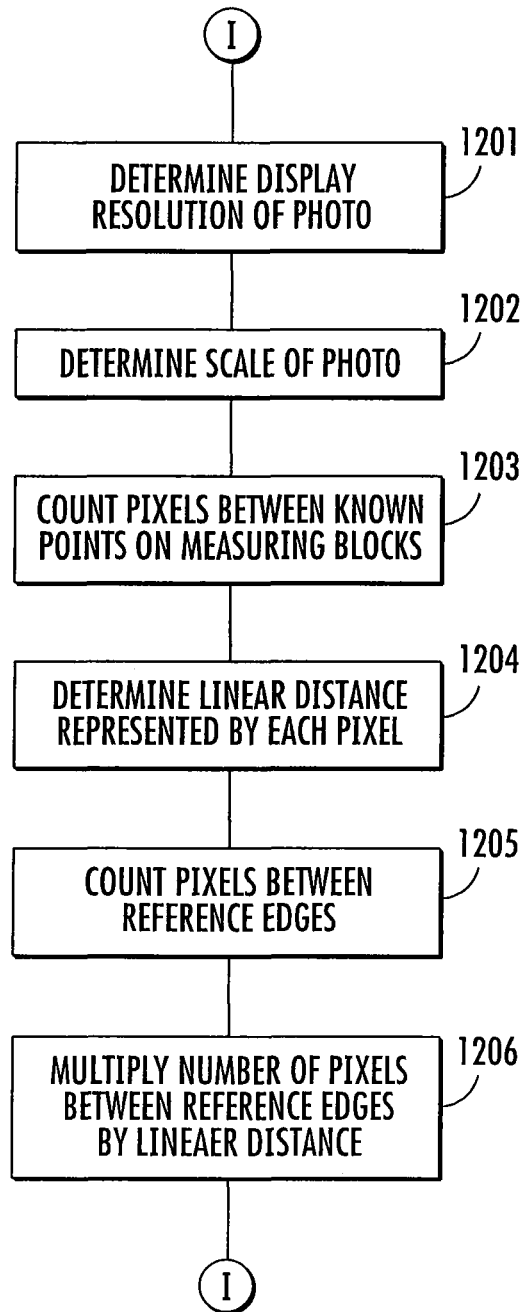 I
1201
DETERMINE DISPLAY
RESOLUTION OF PHOTO
1202
DETERMINE SCALE OF PHOTO
1203
COUNT PIXELS BETWEEN KNOWN
POINTS ON MEASURING BLOCKS
1204
DETERMINE LINEAR DISTANCE
REPRESENTED BY EACH PIXEL
1205
COUNT PIXELS BETWEEN
REFERENCE EDGES
1206
MULTIPLY NUMBER OF PIXELS
BETWEEN REFERENCE EDGES
BY LINEAER DISTANCE
I